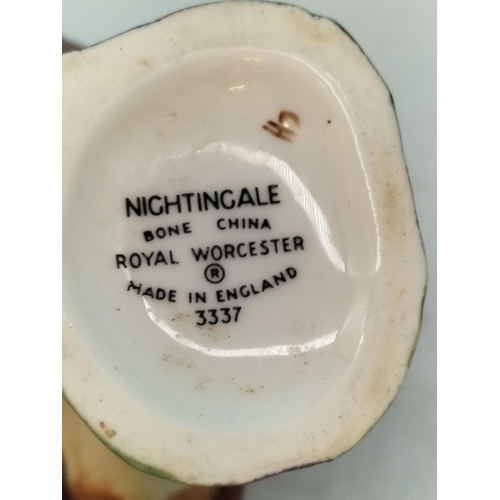 NIGHTINGALE
BONE CHINA
ROYAL WORCESTER
®
MADE IN ENGLAND
3337